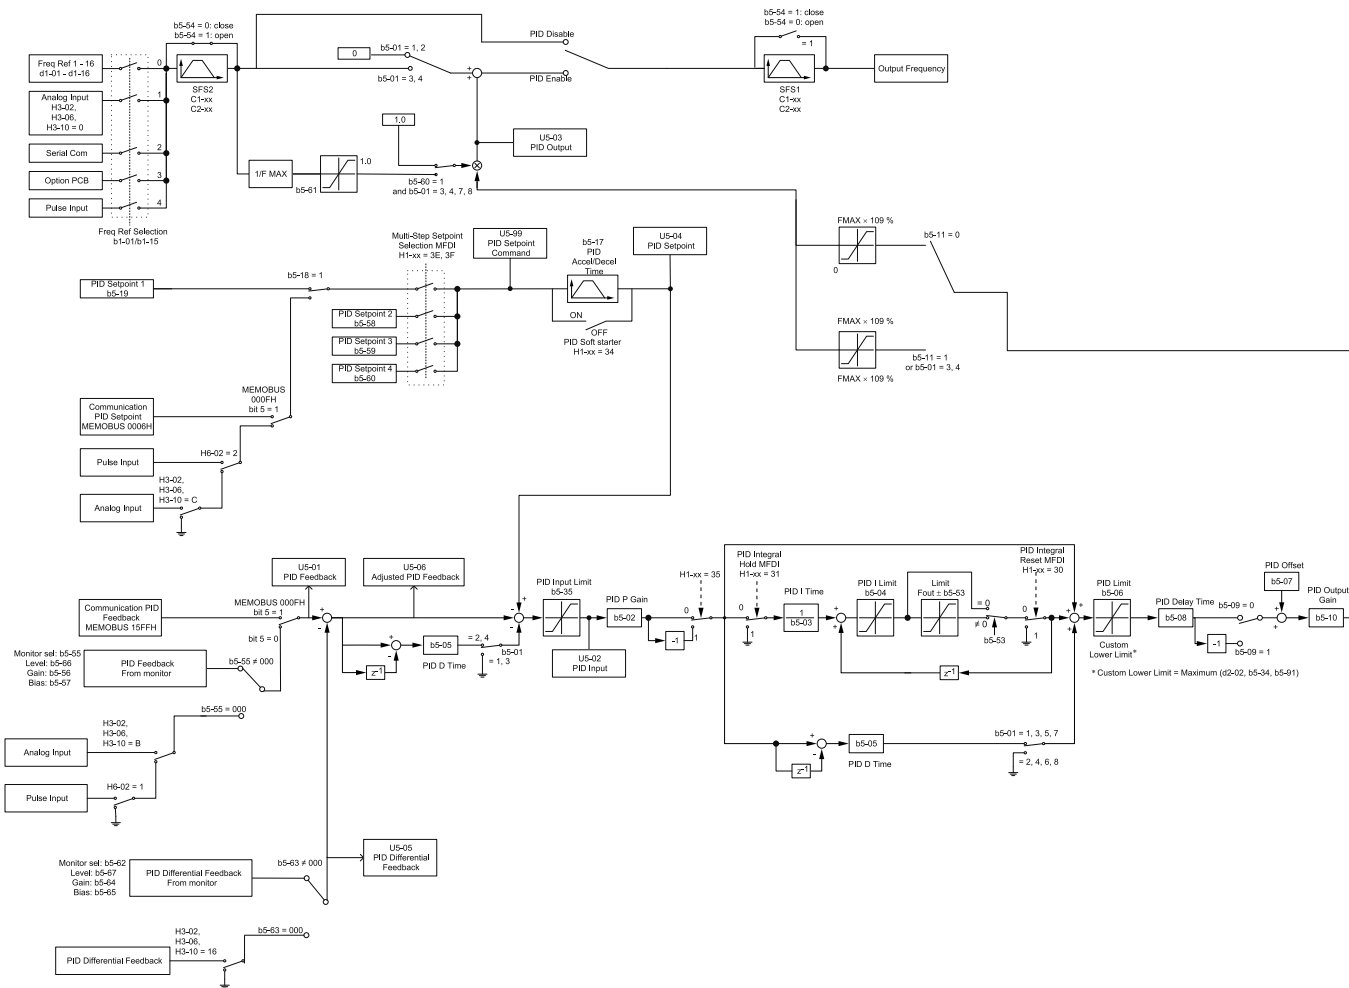 b5-54 = 0: close
b5-54 = 1: open
b5-54 = 1: close
b5-54 = 0: open
= 1
Freq Ref 1 - 16
d1-01 - d1-16
0
SFS2
C1-xx
C2-xx
0
b5-01 = 1, 2
b5-01 = 3, 4
+
+
PID Disable
PID Enable
SFS1
C1-xx
C2-xx
Output Frequency
Analog Input
H3-02,
H3-06,
H3-10 = 0
1
Serial Com
2
Option PCB
3
Pulse Input
4
Freq Ref Selection
b1-01/b1-15
1.0
U5-03
PID Output
1/F MAX
1.0
b5-61
b5-60 = 1
and b5-01 = 3, 4, 7, 8
FMAX × 109 %
0
b5-11 = 0
FMAX × 109 %
FMAX × 109 %
b5-11 = 1
or b5-01 = 3, 4
Multi-Step Setpoint
Selection MFDI
H1-xx = 3E, 3F
U5-99
PID Setpoint
Command
b5-17
PID
Accel/Decel
Time
U5-04
PID Setpoint
PID Setpoint 1
b5-19
b5-18 = 1
PID Setpoint 2
b5-58
PID Setpoint 3
b5-59
PID Setpoint 4
b5-60
ON
OFF
PID Soft starter
H1-xx = 34
MEMOBUS
000FH
bit 5 = 1
Communication
PID Setpoint
MEMOBUS 0006H
Pulse Input
H6-02 = 2
Analog Input
H3-02,
H3-06,
H3-10 = C
U5-01
PID Feedback
U5-06
Adjusted PID Feedback
Communication PID
Feedback
MEMOBUS 15FFH
MEMOBUS 000FH
bit 5 = 1
bit 5 = 0
+
-
Monitor sel: b5-55
Level: b5-66
Gain: b5-56
Bias: b5-57
PID Feedback
From monitor
b5-55 ≠ 000
z-1
+
-
b5-05
PID D Time
= 2, 4
b5-01
= 1, 3
+
-
-
PID Input Limit
b5-35
U5-02
PID Input
PID P Gain
b5-02
-1
H1-xx = 35
0
1
PID Integral
Hold MFDI
H1-xx = 31
0
1
PID I Time
1
b5-03
+
+
PID I Limit
b5-04
Limit
Fout ± b5-53
= 0
≠ 0
b5-53
PID Integral
Reset MFDI
H1-xx = 30
0
1
z-1
+
+
+
PID Limit
b5-06
Custom
Lower Limit*
PID Delay Time
b5-08
b5-09 = 0
-1
b5-09 = 1
PID Offset
b5-07
+
+
PID Output
Gain
b5-10
* Custom Lower Limit = Maximum (d2-02, b5-34, b5-91)
b5-55 = 000
Analog Input
H3-02,
H3-06,
H3-10 = B
Pulse Input
H6-02 = 1
z-1
+
-
b5-05
PID D Time
b5-01 = 1, 3, 5, 7
= 2, 4, 6, 8
U5-05
PID Differential
Feedback
Monitor sel: b5-62
Level: b5-67
Gain: b5-64
Bias: b5-65
PID Differential Feedback
From monitor
b5-63 ≠ 000
PID Differential Feedback
H3-02,
H3-06,
H3-10 = 16
b5-63 = 000